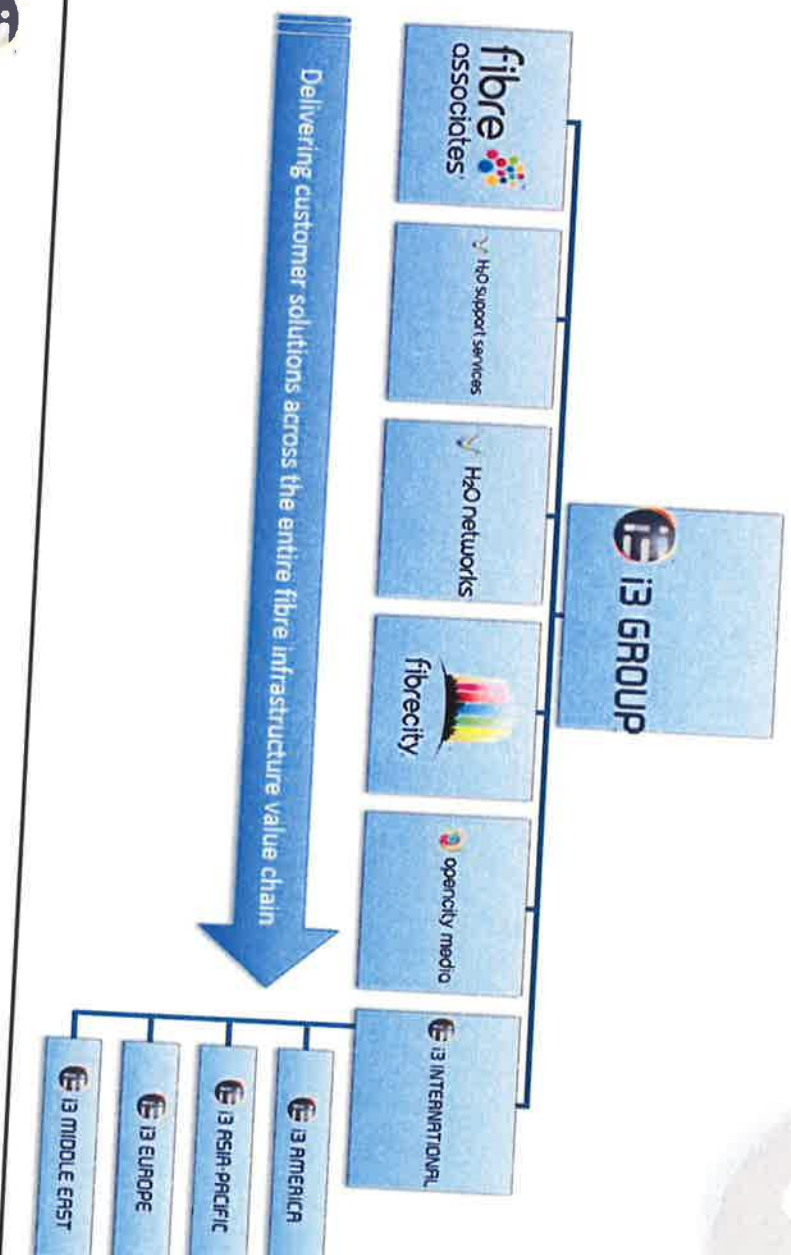 i3 GROUP
fibre
associates
H2O support services
H2O networks
fibrecity
opencity media
i3 INTERNATIONAL
i3 AMERICA
i3 ASIA-PACIFIC
i3 EUROPE
i3 MIDDLE EAST
Delivering customer solutions across the entire fibre infrastructure value chain